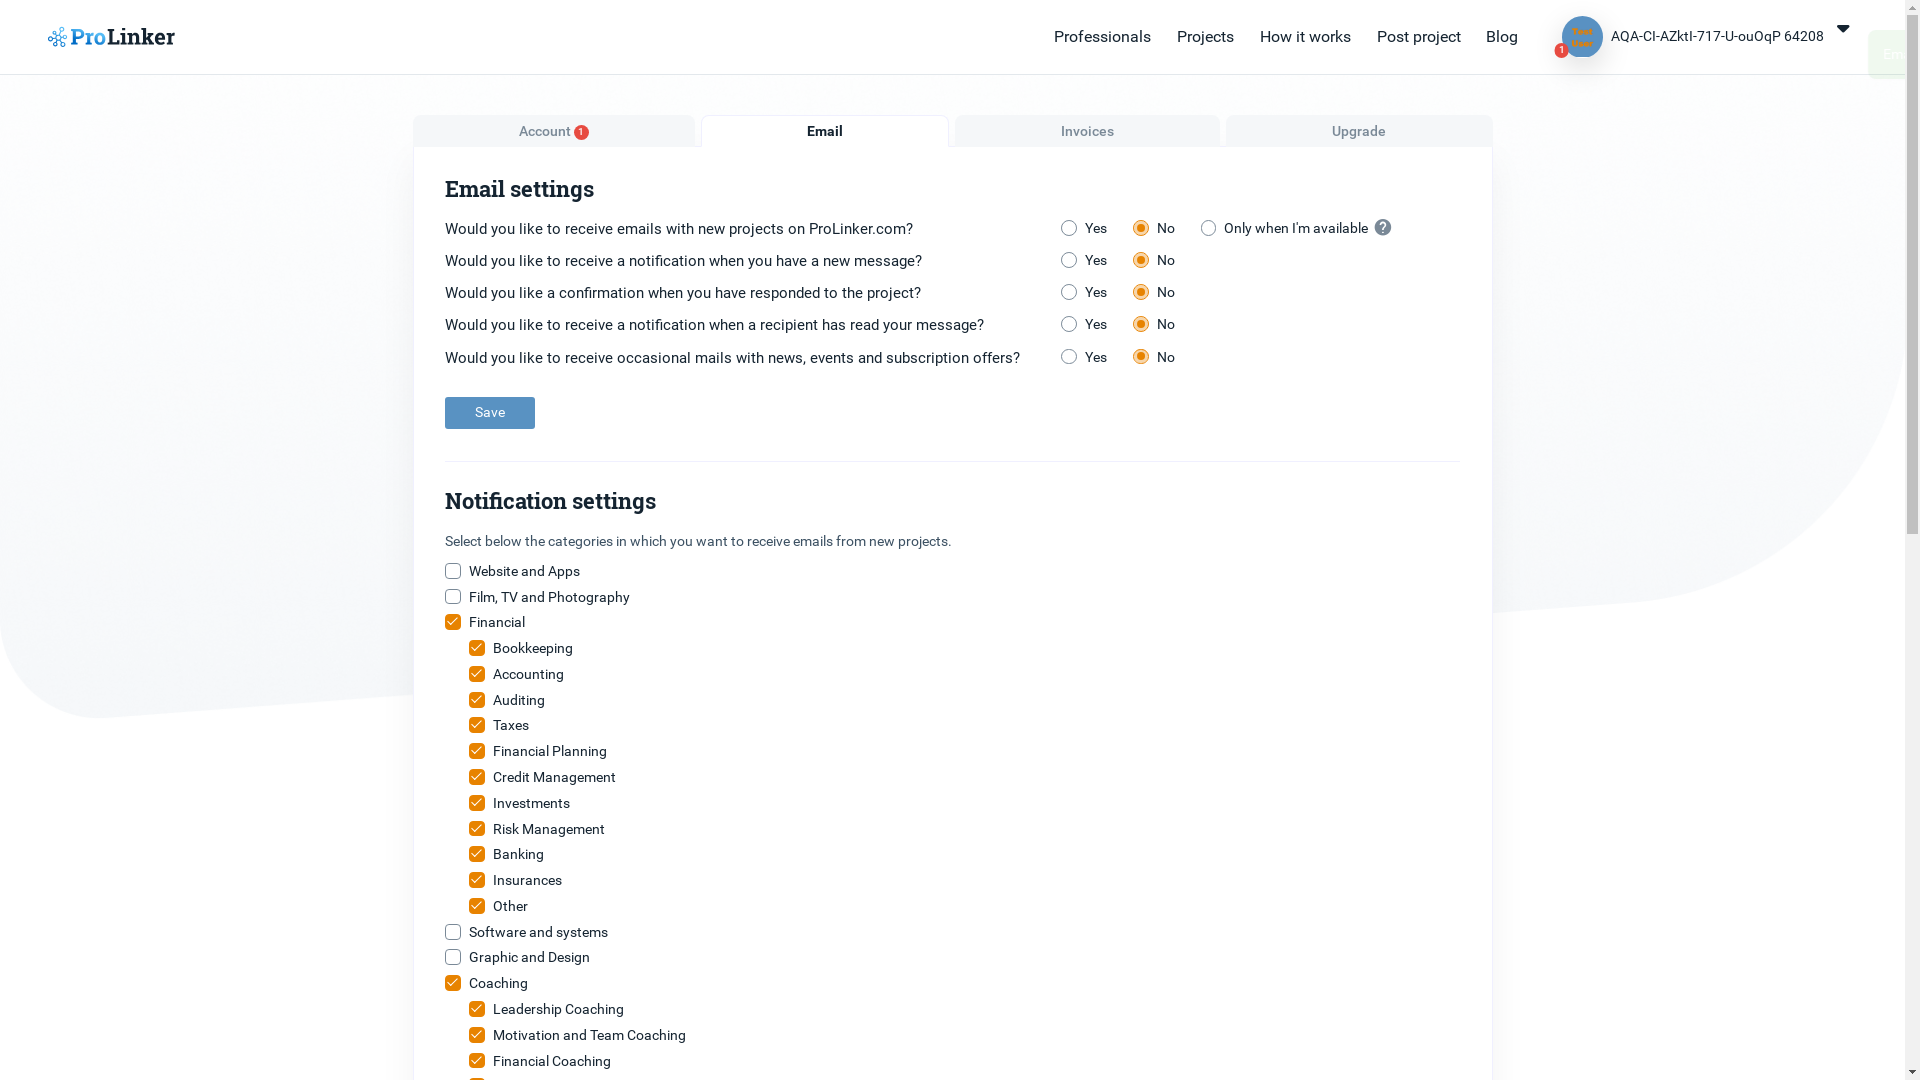 ProLinker
Professionals
Projects
How it works
Post project
Blog
Test
User
1
AQA-CI-AZktI-717-U-ouOqP 64208
Account 1
Email
Invoices
Upgrade
Email settings
Would you like to receive emails with new projects on ProLinker.com?
Yes
No
Only when I'm available
?
Would you like to receive a notification when you have a new message?
Yes
No
Would you like a confirmation when you have responded to the project?
Yes
No
Would you like to receive a notification when a recipient has read your message?
Yes
No
Would you like to receive occasional mails with news, events and subscription offers?
Yes
No
Save
Notification settings
Select below the categories in which you want to receive emails from new projects.
Website and Apps
Film, TV and Photography
Financial
Bookkeeping
Accounting
Auditing
Taxes
Financial Planning
Credit Management
Investments
Risk Management
Banking
Insurances
Other
Software and systems
Graphic and Design
Coaching
Leadership Coaching
Motivation and Team Coaching
Financial Coaching